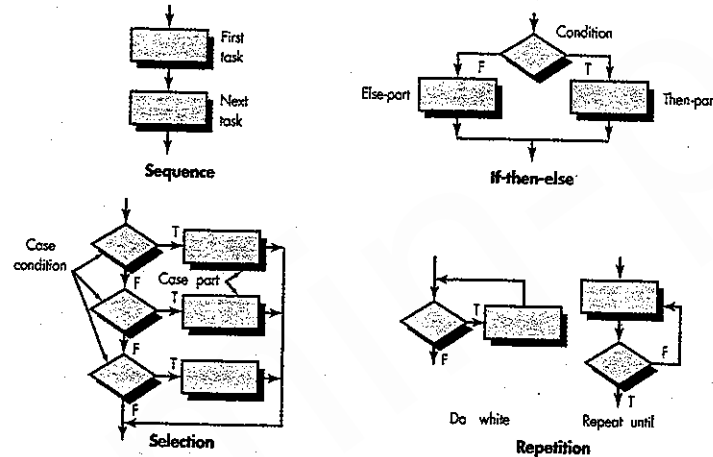 First
task
Next
task
Sequence
Condition
F
T
Else-part
Then-par
If-then-else
Case
condition
T
F
Case part
T
F
T
F
Selection
T
F
Do white
F
T
Repeat until
Repetition